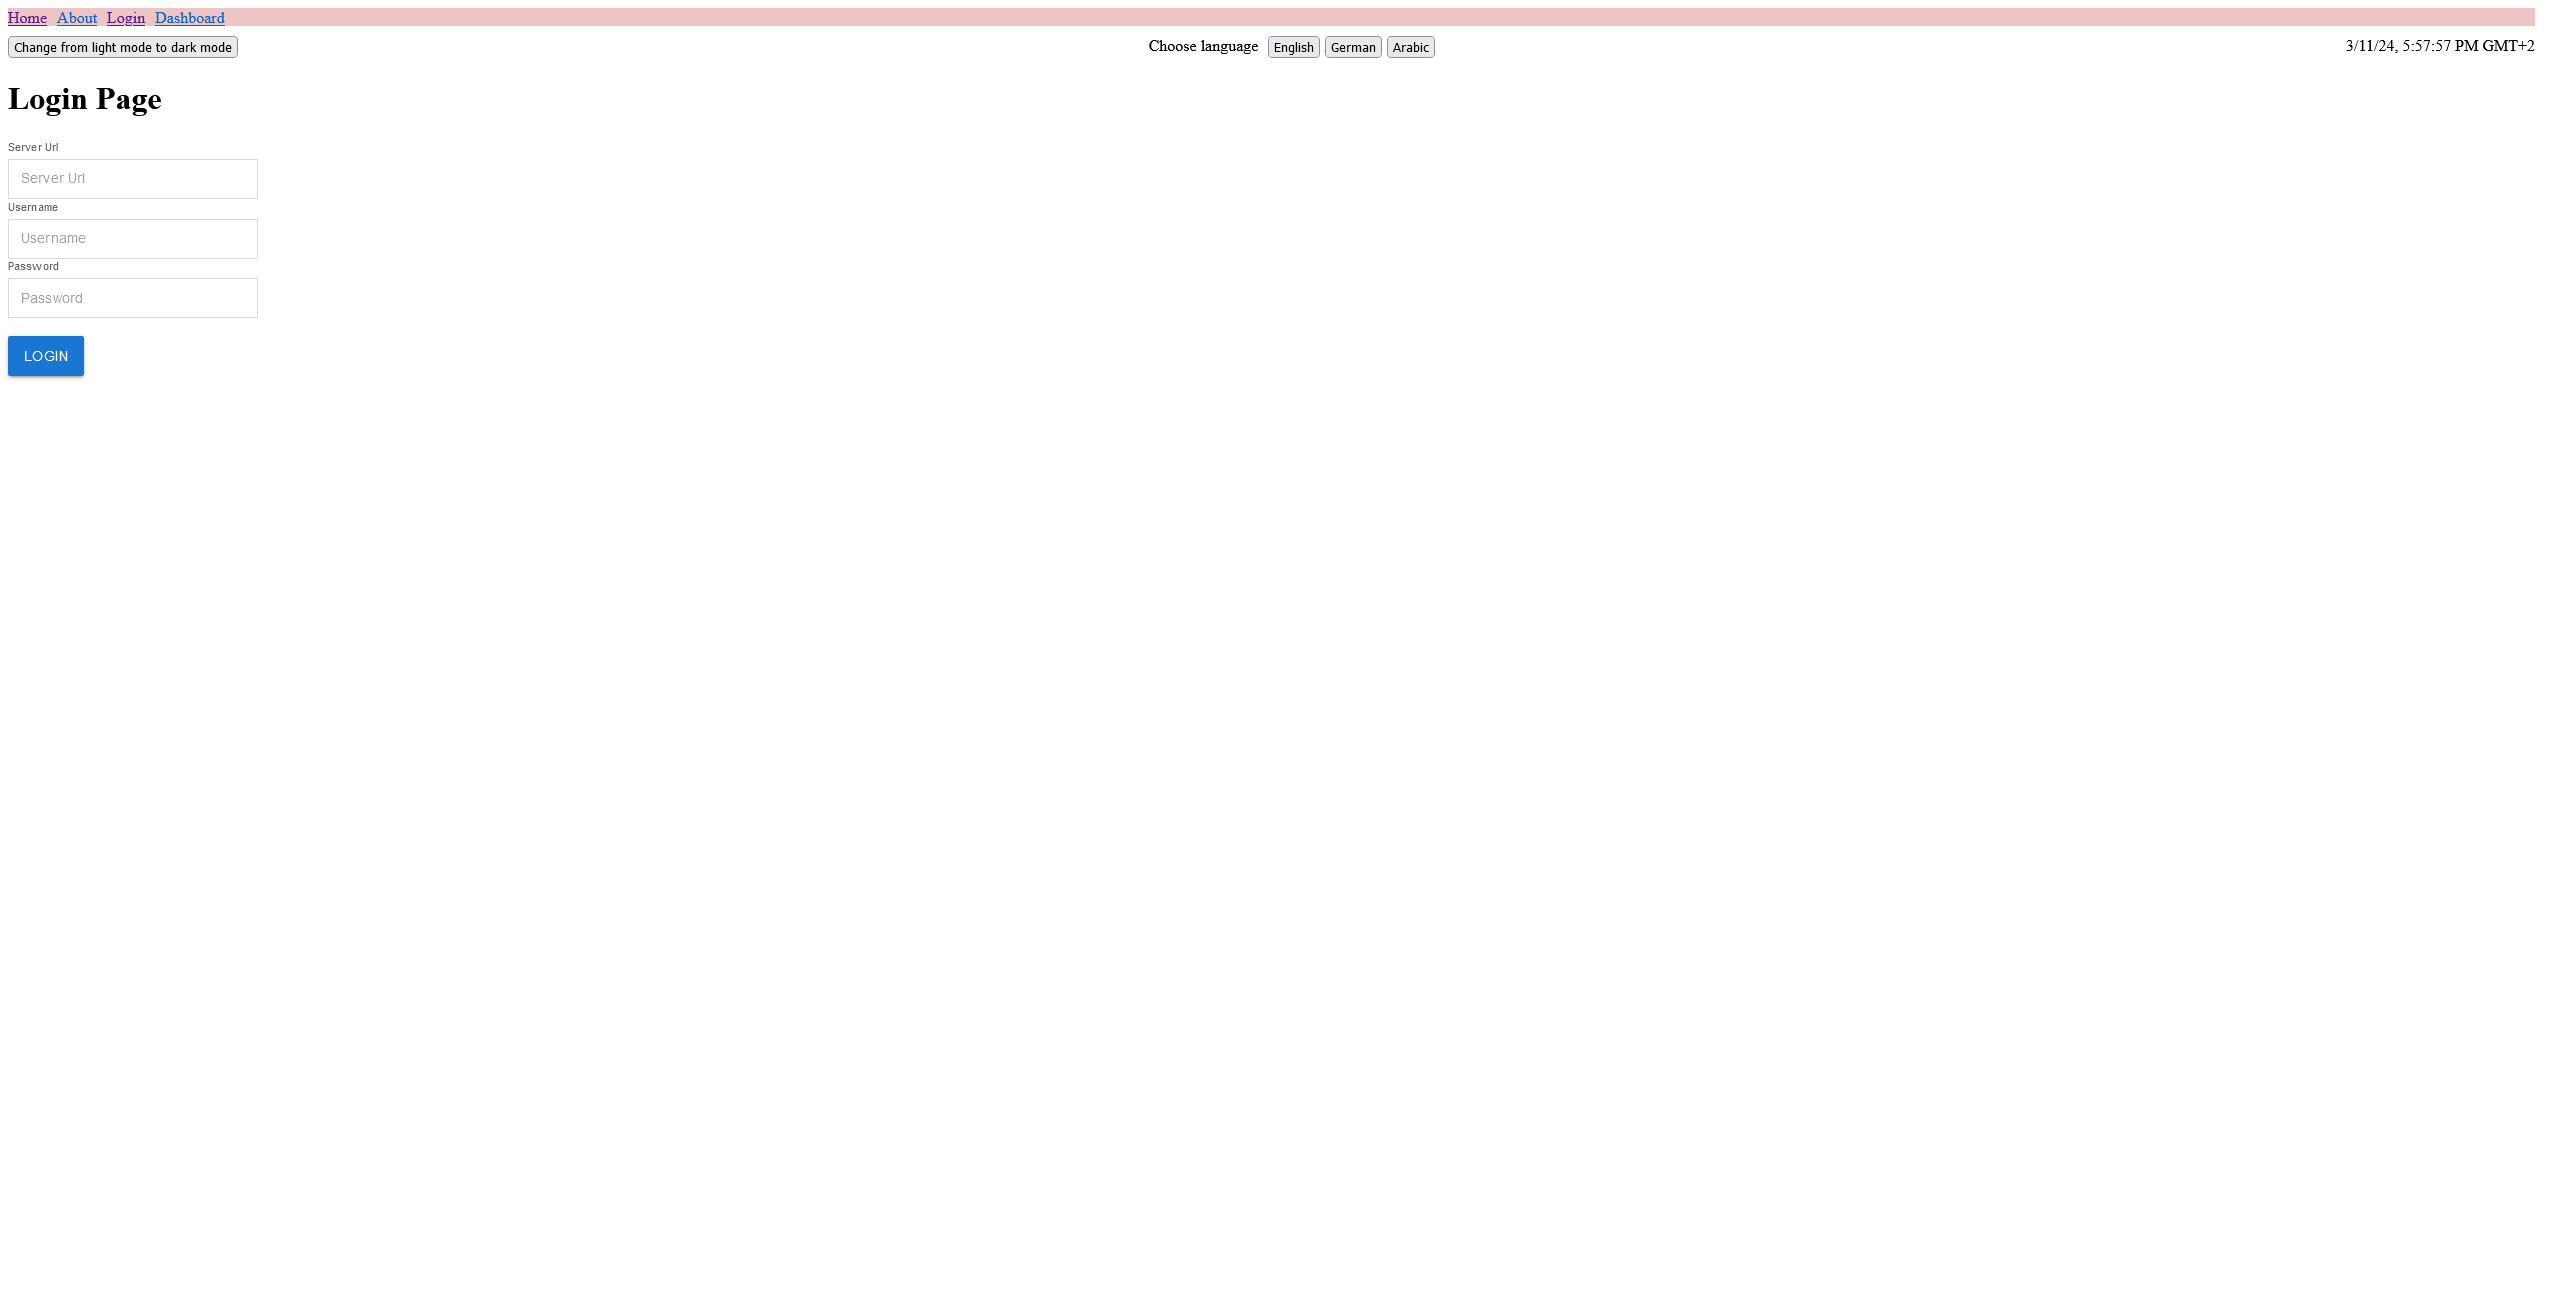 Home About Login Dashboard
Change from light mode to dark mode Choose language English German Arabic 3/11/24, 5:57:57 PM GMT+2
Login Page
Server Url
Server Url
Username
Username
Password
Password
LOGIN